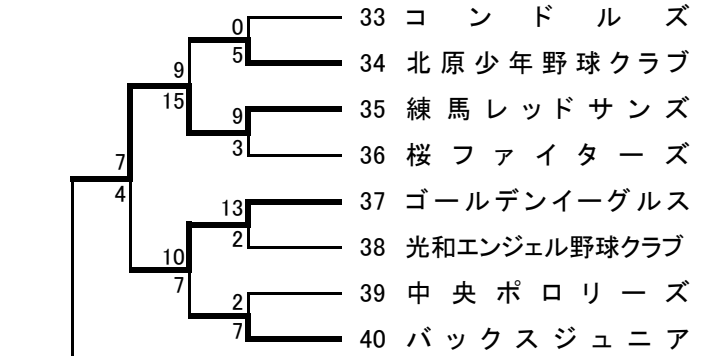 33 コンドルズ
0
5
34 北原少年野球クラブ
9
15
35 練馬レッドサンズ
9
3
36 桜ファイターズ
7
4
37 ゴールデンイーグルス
13
2
38 光和エンジェル野球クラブ
10
7
39 中央ポロリーズ
2
7
40 バックスジュニア